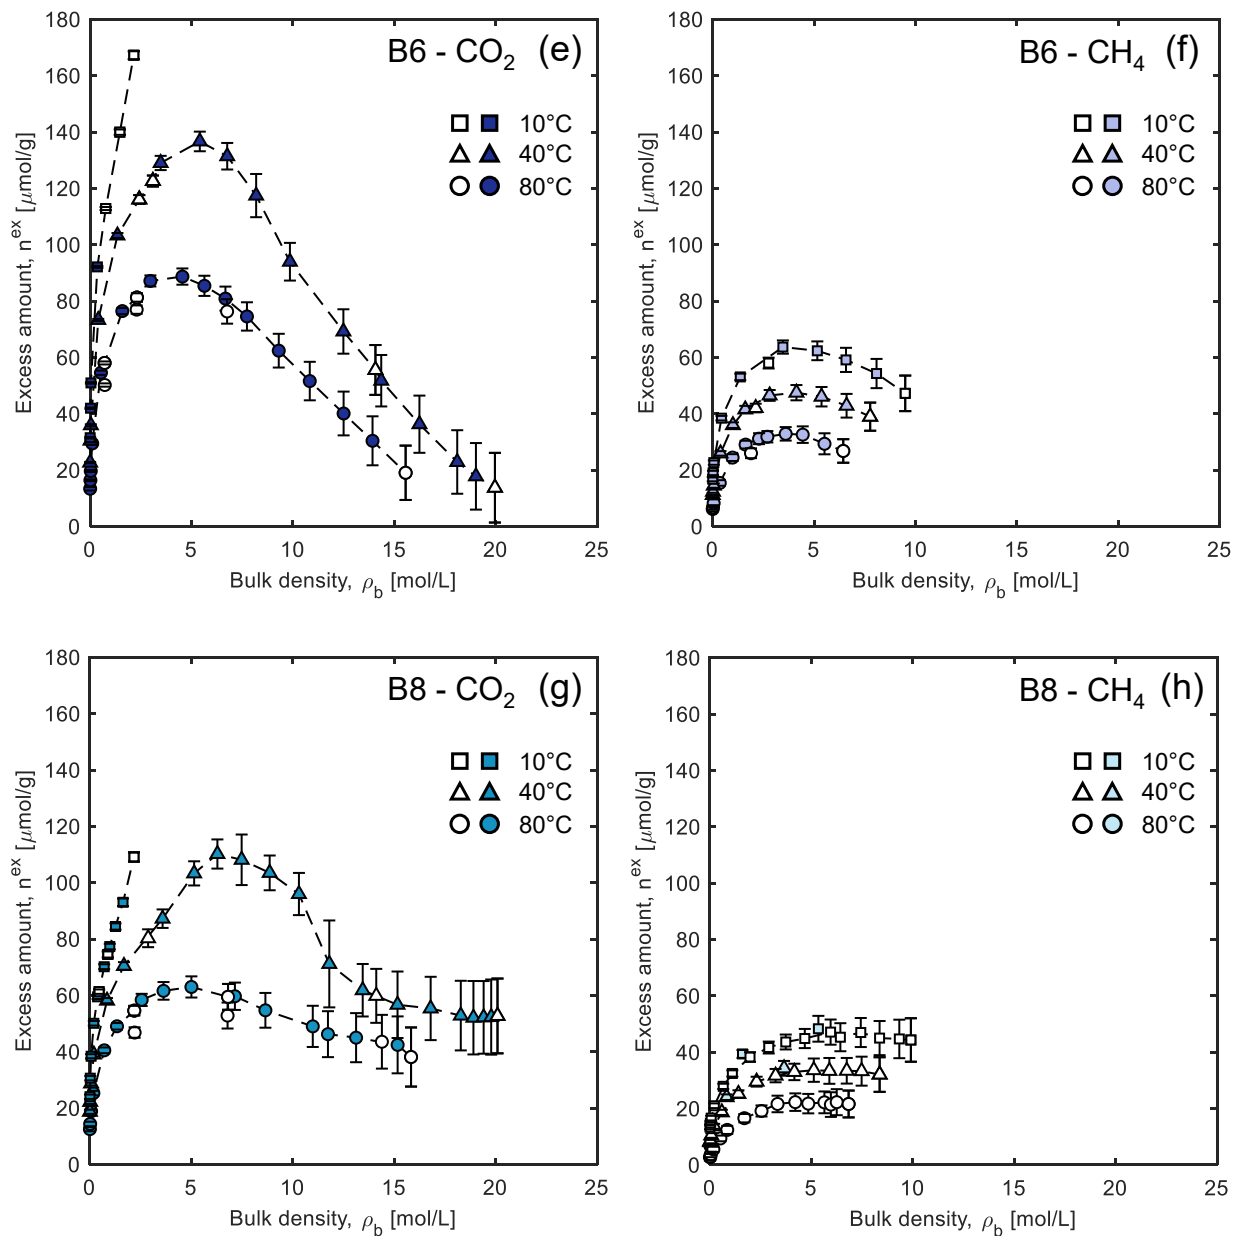 B6 - CO2 (e)
10°C
40°C
80°C
Excess amount, n^ex [μmol/g]
180
160
140
120
100
80
60
40
20
0
0 5 10 15 20 25
Bulk density, ρb [mol/L]
B6 - CH4 (f)
10°C
40°C
80°C
Excess amount, n^ex [μmol/g]
180
160
140
120
100
80
60
40
20
0
0 5 10 15 20 25
Bulk density, ρb [mol/L]
B8 - CO2 (g)
10°C
40°C
80°C
Excess amount, n^ex [μmol/g]
180
160
140
120
100
80
60
40
20
0
0 5 10 15 20 25
Bulk density, ρb [mol/L]
B8 - CH4 (h)
10°C
40°C
80°C
Excess amount, n^ex [μmol/g]
180
160
140
120
100
80
60
40
20
0
0 5 10 15 20 25
Bulk density, ρb [mol/L]